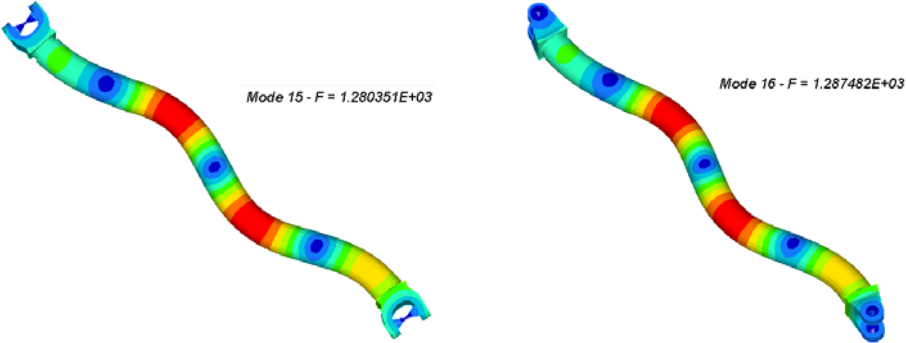 Mode 15 - F = 1.280351E+03
Mode 16 - F = 1.287482E+03